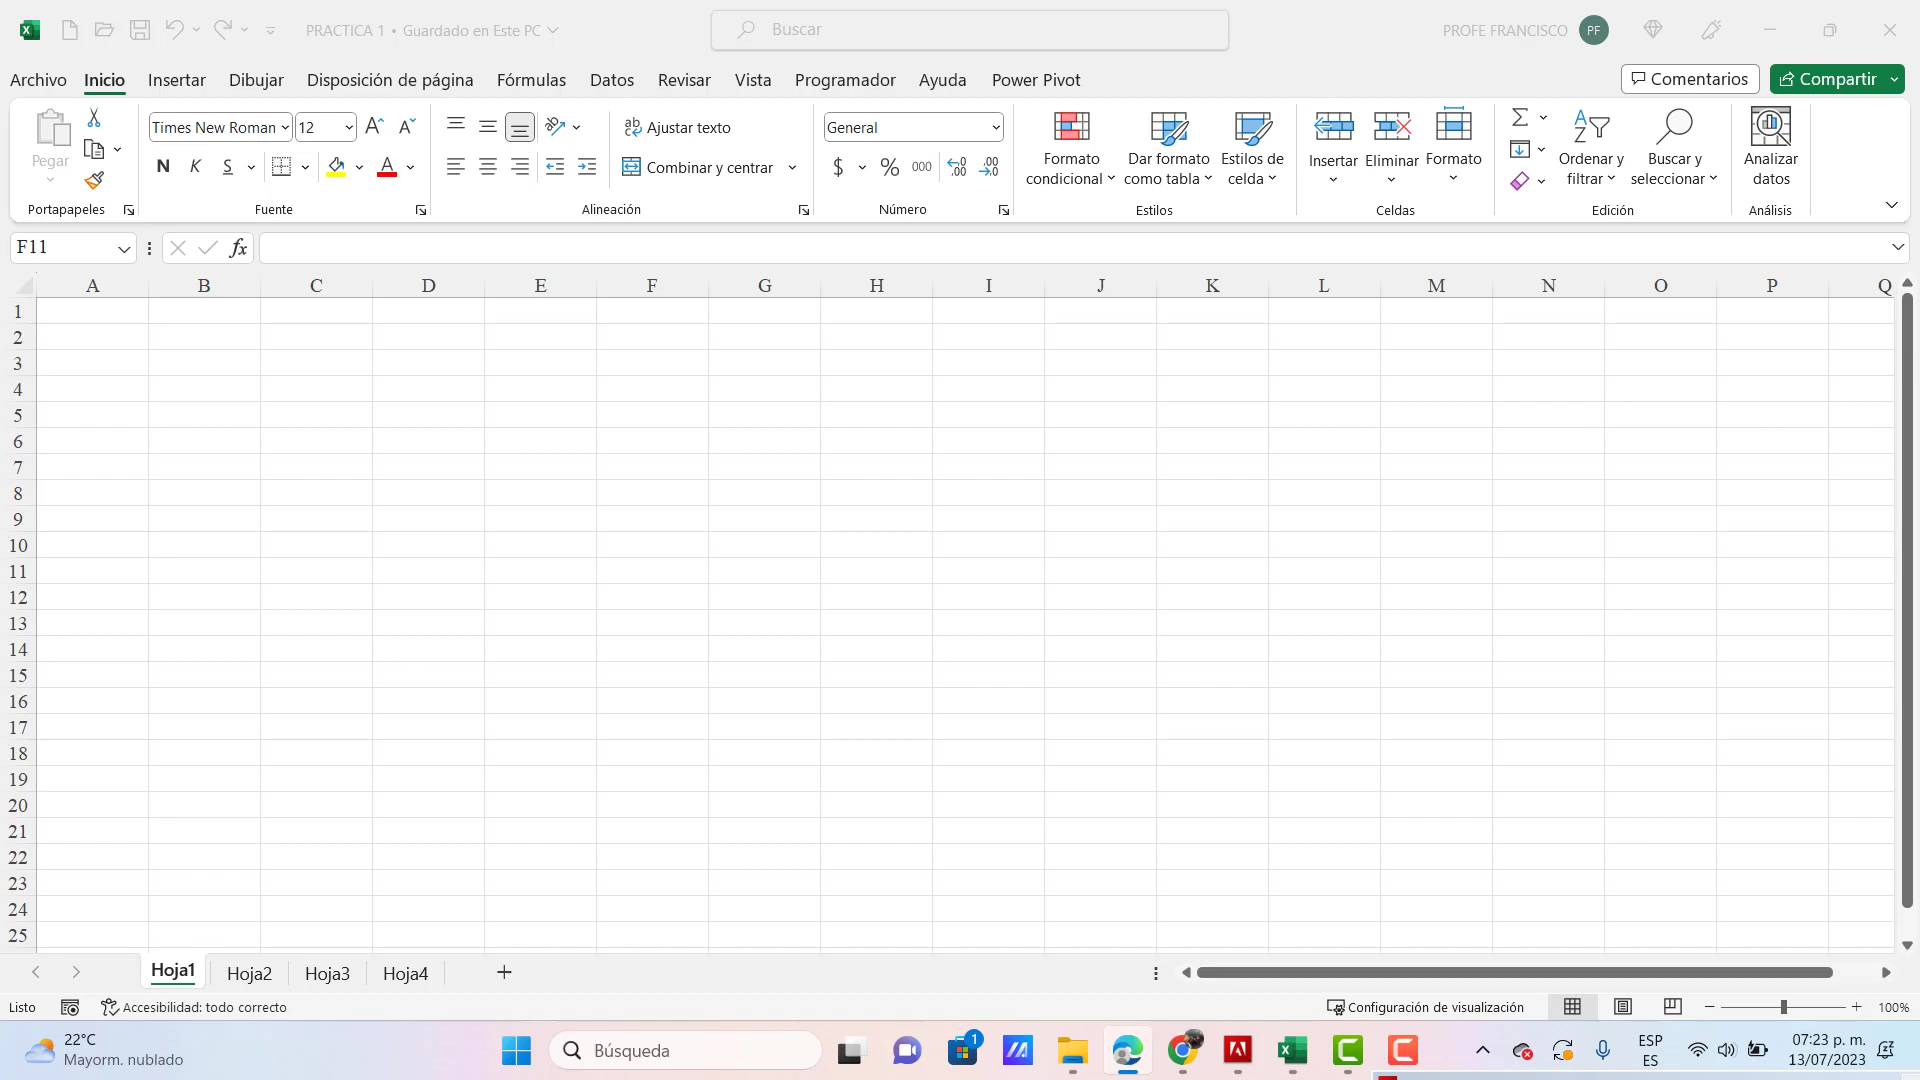 PRACTICA 1 • Guardado en Este PC
Buscar
PROFE FRANCISCO
PF
Archivo
Inicio
Insertar
Dibujar
Disposición de página
Fórmulas
Datos
Revisar
Vista
Programador
Ayuda
Power Pivot
Comentarios
Compartir
Pegar
Times New Roman
12
Ajustar texto
General
Formato condicional
Dar formato como tabla
Estilos de celda
Insertar
Eliminar
Formato
Ordenar y filtrar
Buscar y seleccionar
Analizar datos
N
K
S
A
Combinar y centrar
$
%
000
Portapapeles
Fuente
Alineación
Número
Estilos
Celdas
Edición
Análisis
F11
fx
A B C D E F G H I J K L M N O P Q
1
2
3
4
5
6
7
8
9
10
11
12
13
14
15
16
17
18
19
20
21
22
23
24
25
Hoja1
Hoja2
Hoja3
Hoja4
Listo
Accesibilidad: todo correcto
Configuración de visualización
100%
22°C
Mayorm. nublado
Búsqueda
1
ESP
ES
07:23 p. m.
13/07/2023